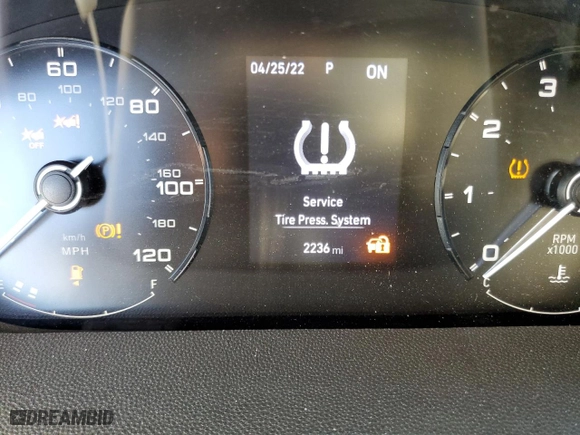 04/25/22 P ON
Service
Tire Press. System
2236 mi
60
80
100
120
80
100
120
140
160
180
km/h
MPH
OFF
P
E
F
3
2
1
0
RPM
x1000
C
DREAMBID